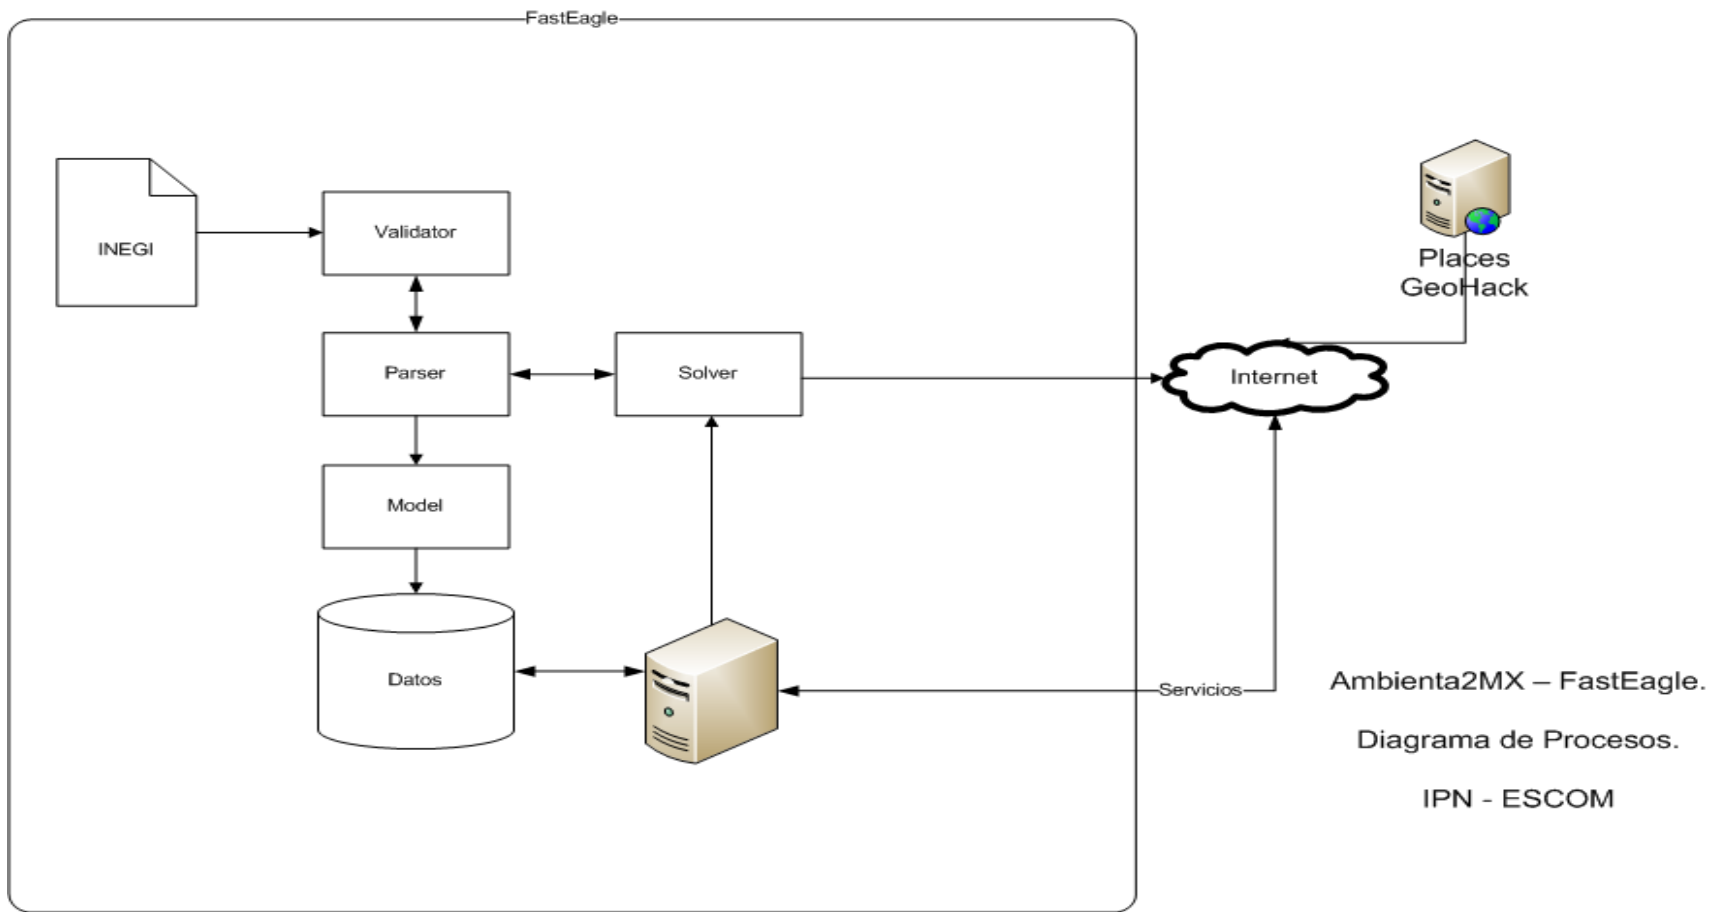 FastEagle
INEGI
Validator
Parser
Solver
Model
Datos
Servicios
Places
GeoHack
Internet
Ambienta2MX – FastEagle.
Diagrama de Procesos.
IPN - ESCOM